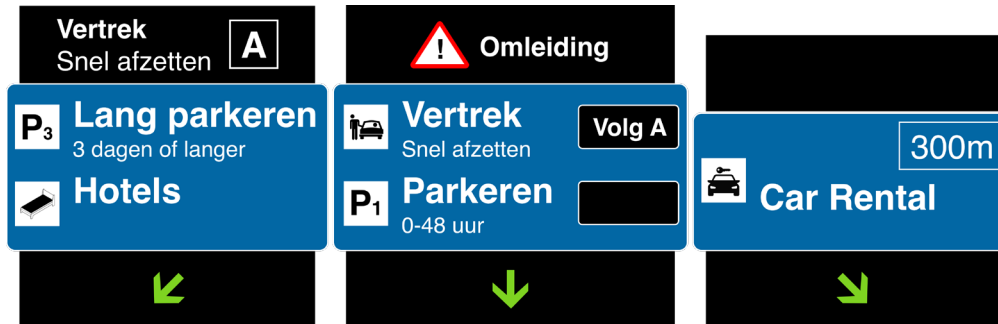 Vertrek
Snel afzetten
A
P3
Lang parkeren
3 dagen of langer
Hotels
!
Omleiding
Vertrek
Snel afzetten
Volg A
P1
Parkeren
0-48 uur
300m
Car Rental